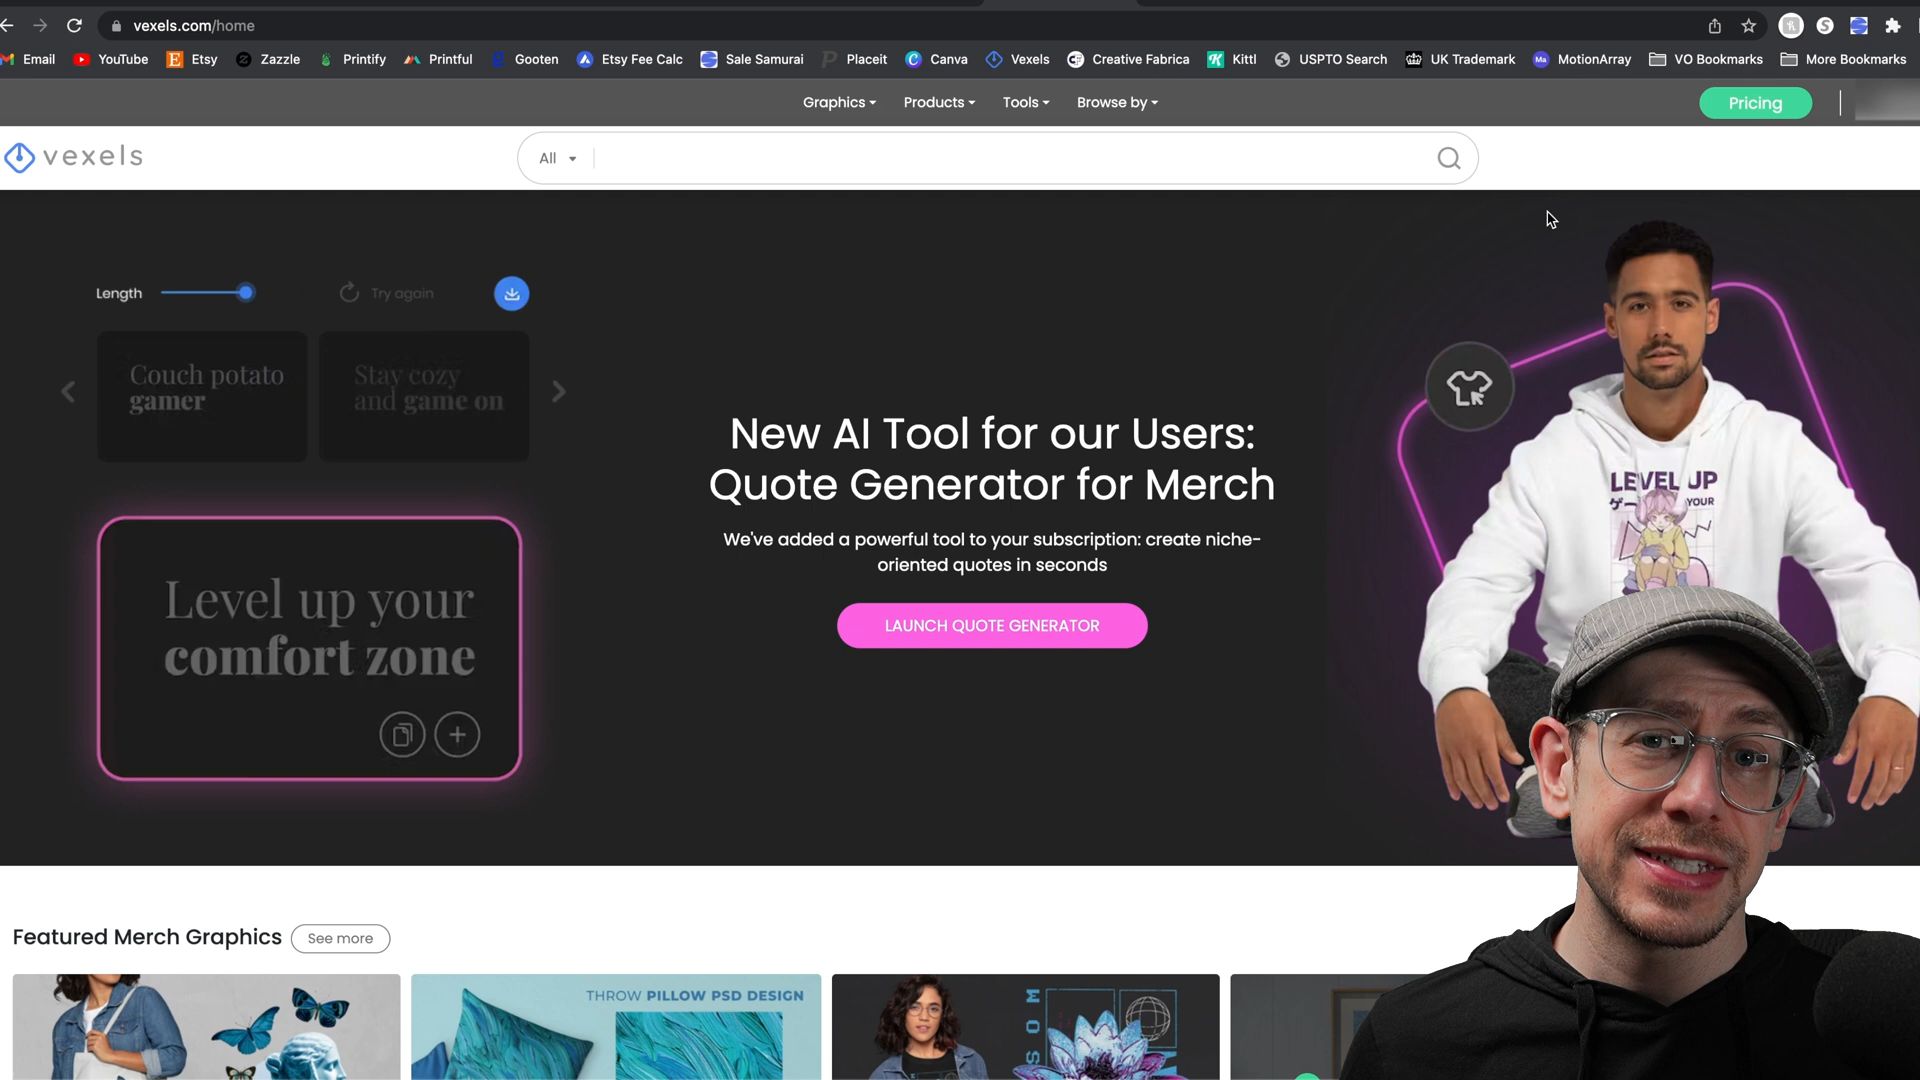 vexels.com/home
Email YouTube Etsy Zazzle Printify Printful Gooten Etsy Fee Calc Sale Samurai Placeit Canva Vexels Creative Fabrica Kittl USPTO Search UK Trademark MotionArray VO Bookmarks More Bookmarks
Graphics Products Tools Browse by Pricing
vexels
All
Length Try again
Couch potato
gamer
Stay cozy
and game on
New AI Tool for our Users:
Quote Generator for Merch
We've added a powerful tool to your subscription: create niche-
oriented quotes in seconds
LAUNCH QUOTE GENERATOR
Level up your
comfort zone
LEVEL UP
YOUR
Featured Merch Graphics See more
THROW PILLOW PSD DESIGN